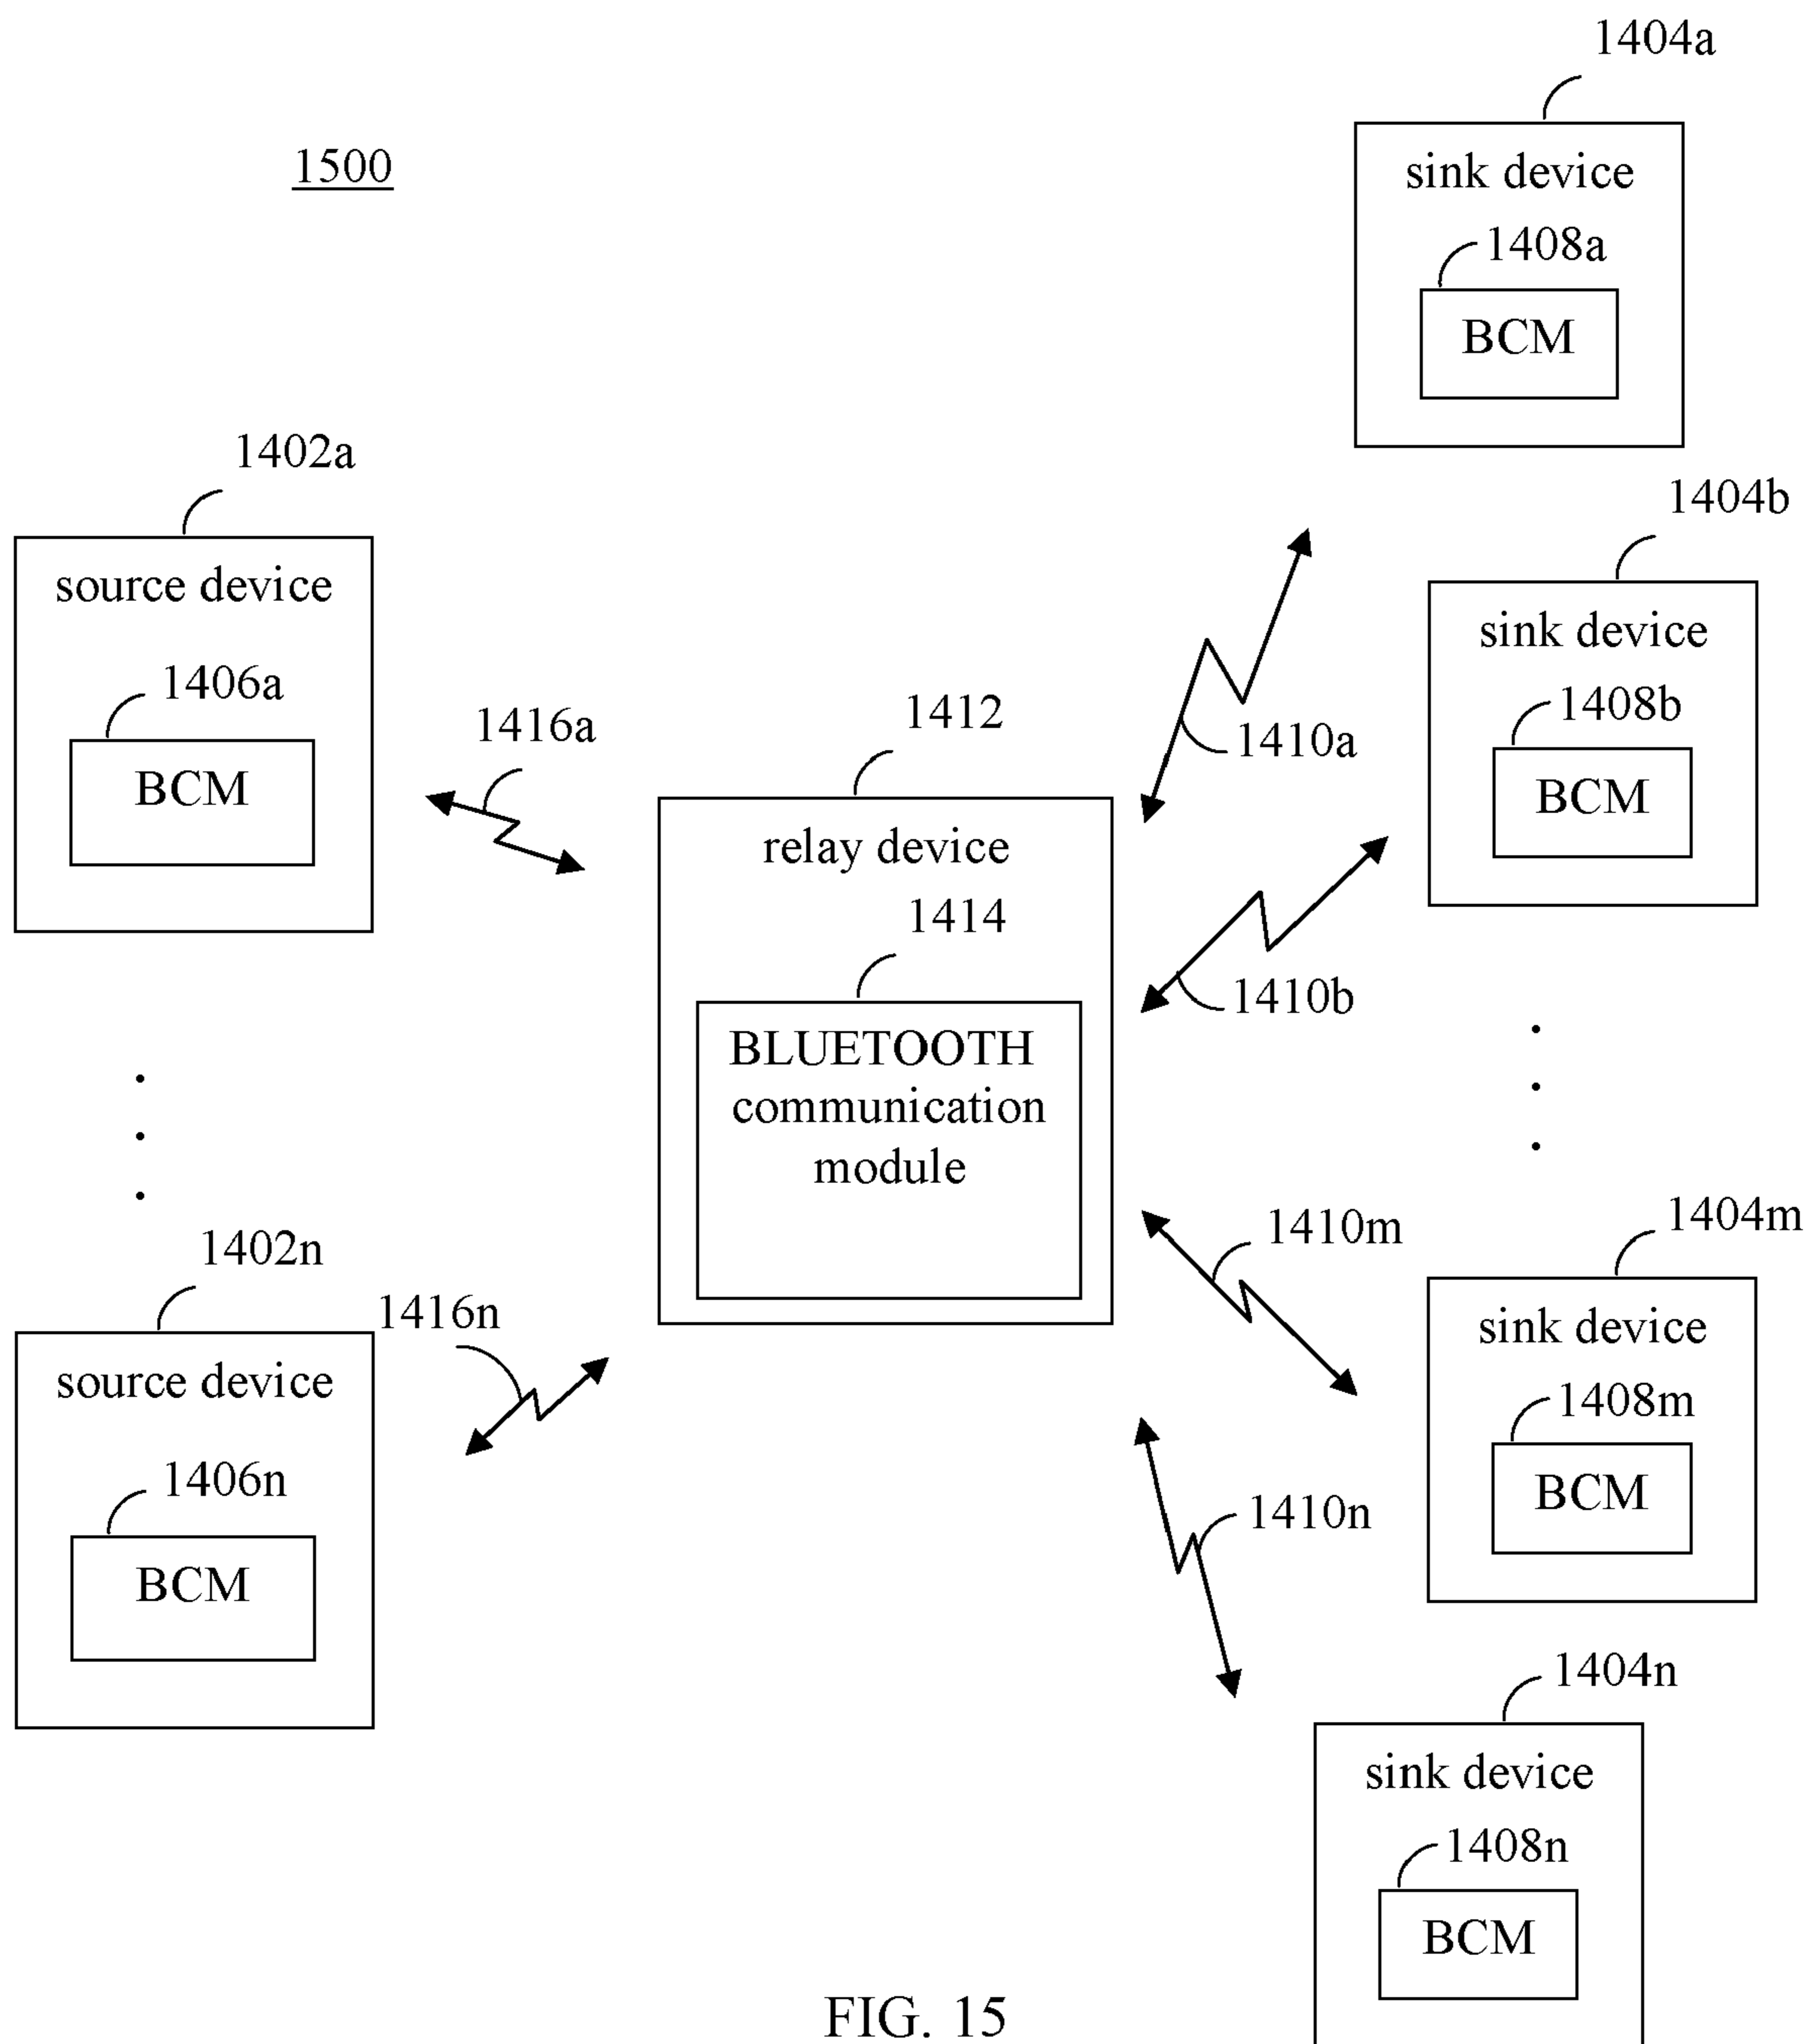 1404a
1500
sink device
1408a
BCM
1402a
1404b
source device
sink device
1406a
1408b
1416a
1412
1410a
BCM
BCM
relay device
1414
1410b
BLUETOOTH
communication
module
1404m
1402n
1410m
1416n
sink device
source device
1408m
1406n
BCM
1410n
BCM
1404n
sink device
1408n
BCM
FIG. 15